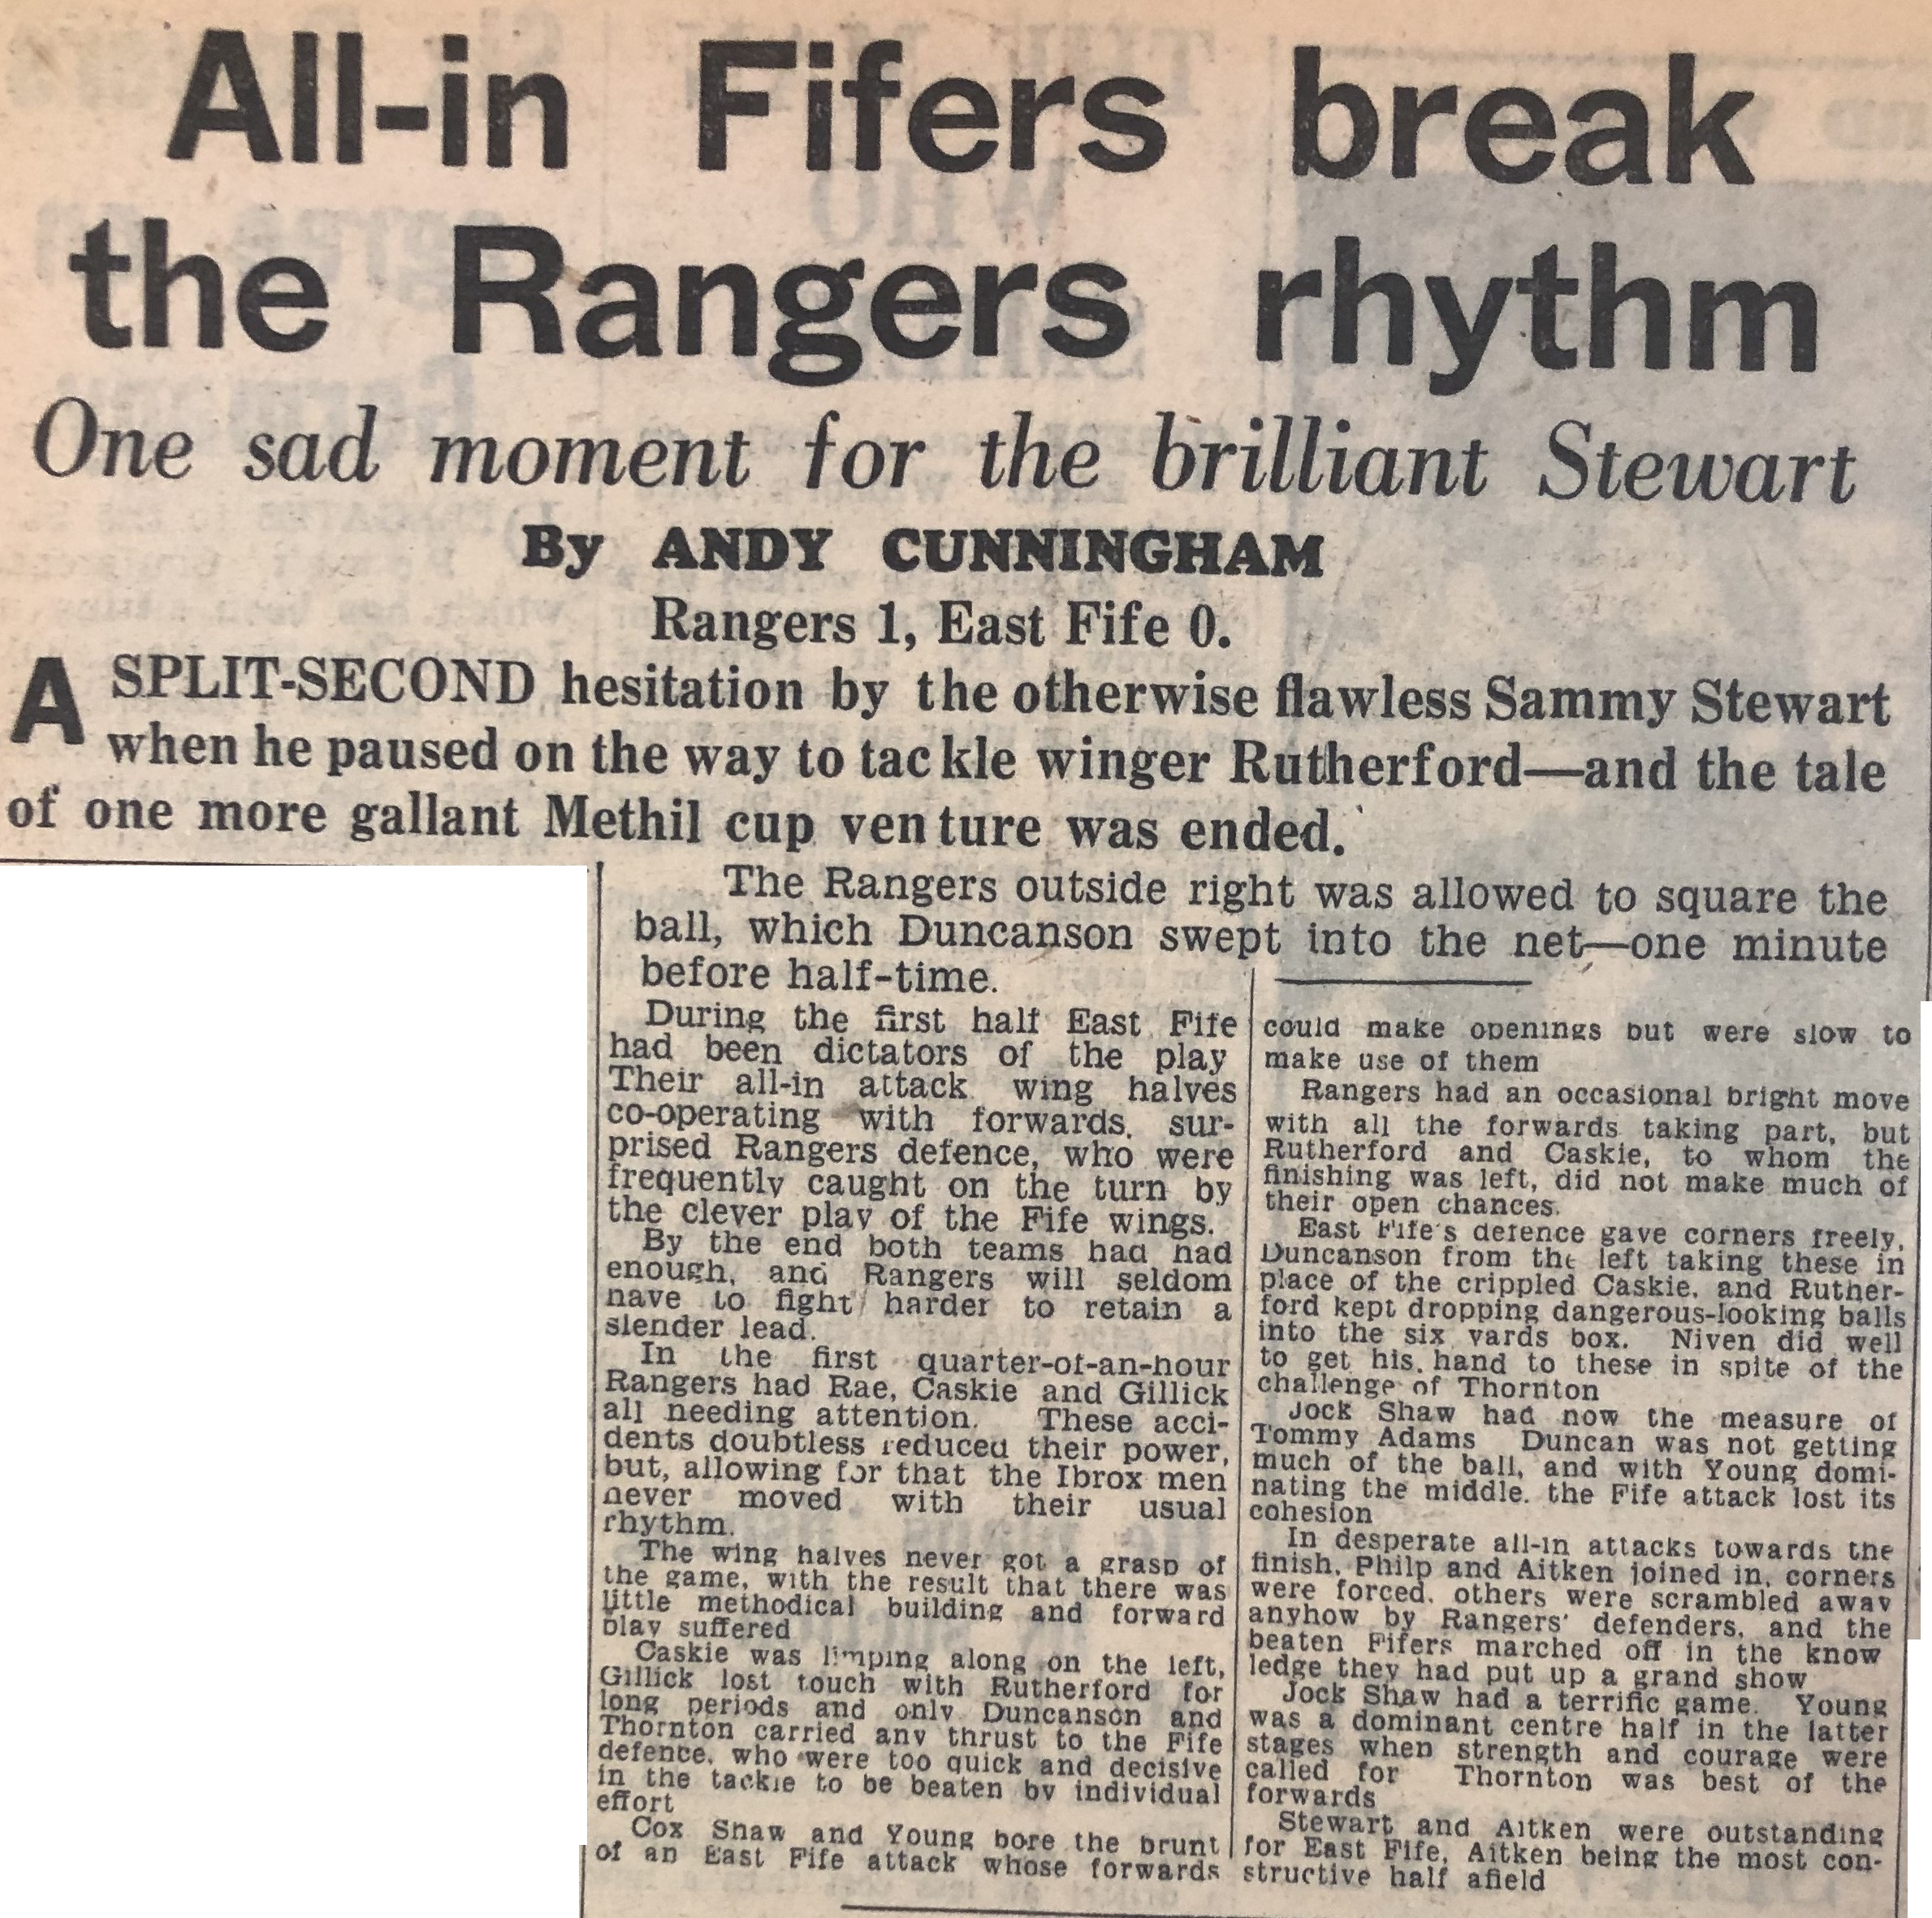 All-in Fifers break
the Rangers rhythm
One sad moment for the brilliant Stewart
By ANDY CUNNINGHAM
Rangers 1, East Fife 0.
A SPLIT-SECOND hesitation by the otherwise flawless Sammy Stewart
when he paused on the way to tackle winger Rutherford—and the tale
of one more gallant Methil cup venture was ended.
The Rangers outside right was allowed to square the
ball, which Duncanson swept into the net—one minute
before half-time.
During the first half East Fife
had been dictators of the play
Their all-in attack wing halves
co-operating with forwards, sur-
prised Rangers defence, who were
frequently caught on the turn by
the clever play of the Fife wings.
By the end both teams had had
enough, and Rangers will seldom
have to fight harder to retain a
slender lead.
In the first quarter-of-an-hour
Rangers had Rae, Caskie and Gillick
all needing attention. These acci-
dents doubtless reduced their power,
but, allowing for that the Ibrox men
never moved with their usual
rhythm.
The wing halves never got a grasp of
the game, with the result that there was
little methodical building and forward
play suffered
Caskie was limping along on the left,
Gillick lost touch with Rutherford for
long periods and only Duncanson and
Thornton carried any thrust to the Fife
defence, who were too quick and decisive
in the tackle to be beaten by individual
effort
Cox Shaw and Young bore the brunt
of an East Fife attack whose forwards
could make openings but were slow to
make use of them
Rangers had an occasional bright move
with all the forwards taking part, but
Rutherford and Caskie, to whom the
finishing was left, did not make much of
their open chances.
East Fife's defence gave corners freely,
Duncanson from the left taking these in
place of the crippled Caskie, and Ruther-
ford kept dropping dangerous-looking balls
into the six yards box. Niven did well
to get his hand to these in spite of the
challenge of Thornton
Jock Shaw had now the measure of
Tommy Adams Duncan was not getting
much of the ball, and with Young domi-
nating the middle, the Fife attack lost its
cohesion
In desperate all-in attacks towards the
finish, Philp and Aitken joined in, corners
were forced, others were scrambled away
anyhow by Rangers' defenders, and the
beaten Fifers marched off in the know
ledge they had put up a grand show
Jock Shaw had a terrific game. Young
was a dominant centre half in the latter
stages when strength and courage were
called for Thornton was best of the
forwards
Stewart and Aitken were outstanding
for East Fife, Aitken being the most con-
structive half afield